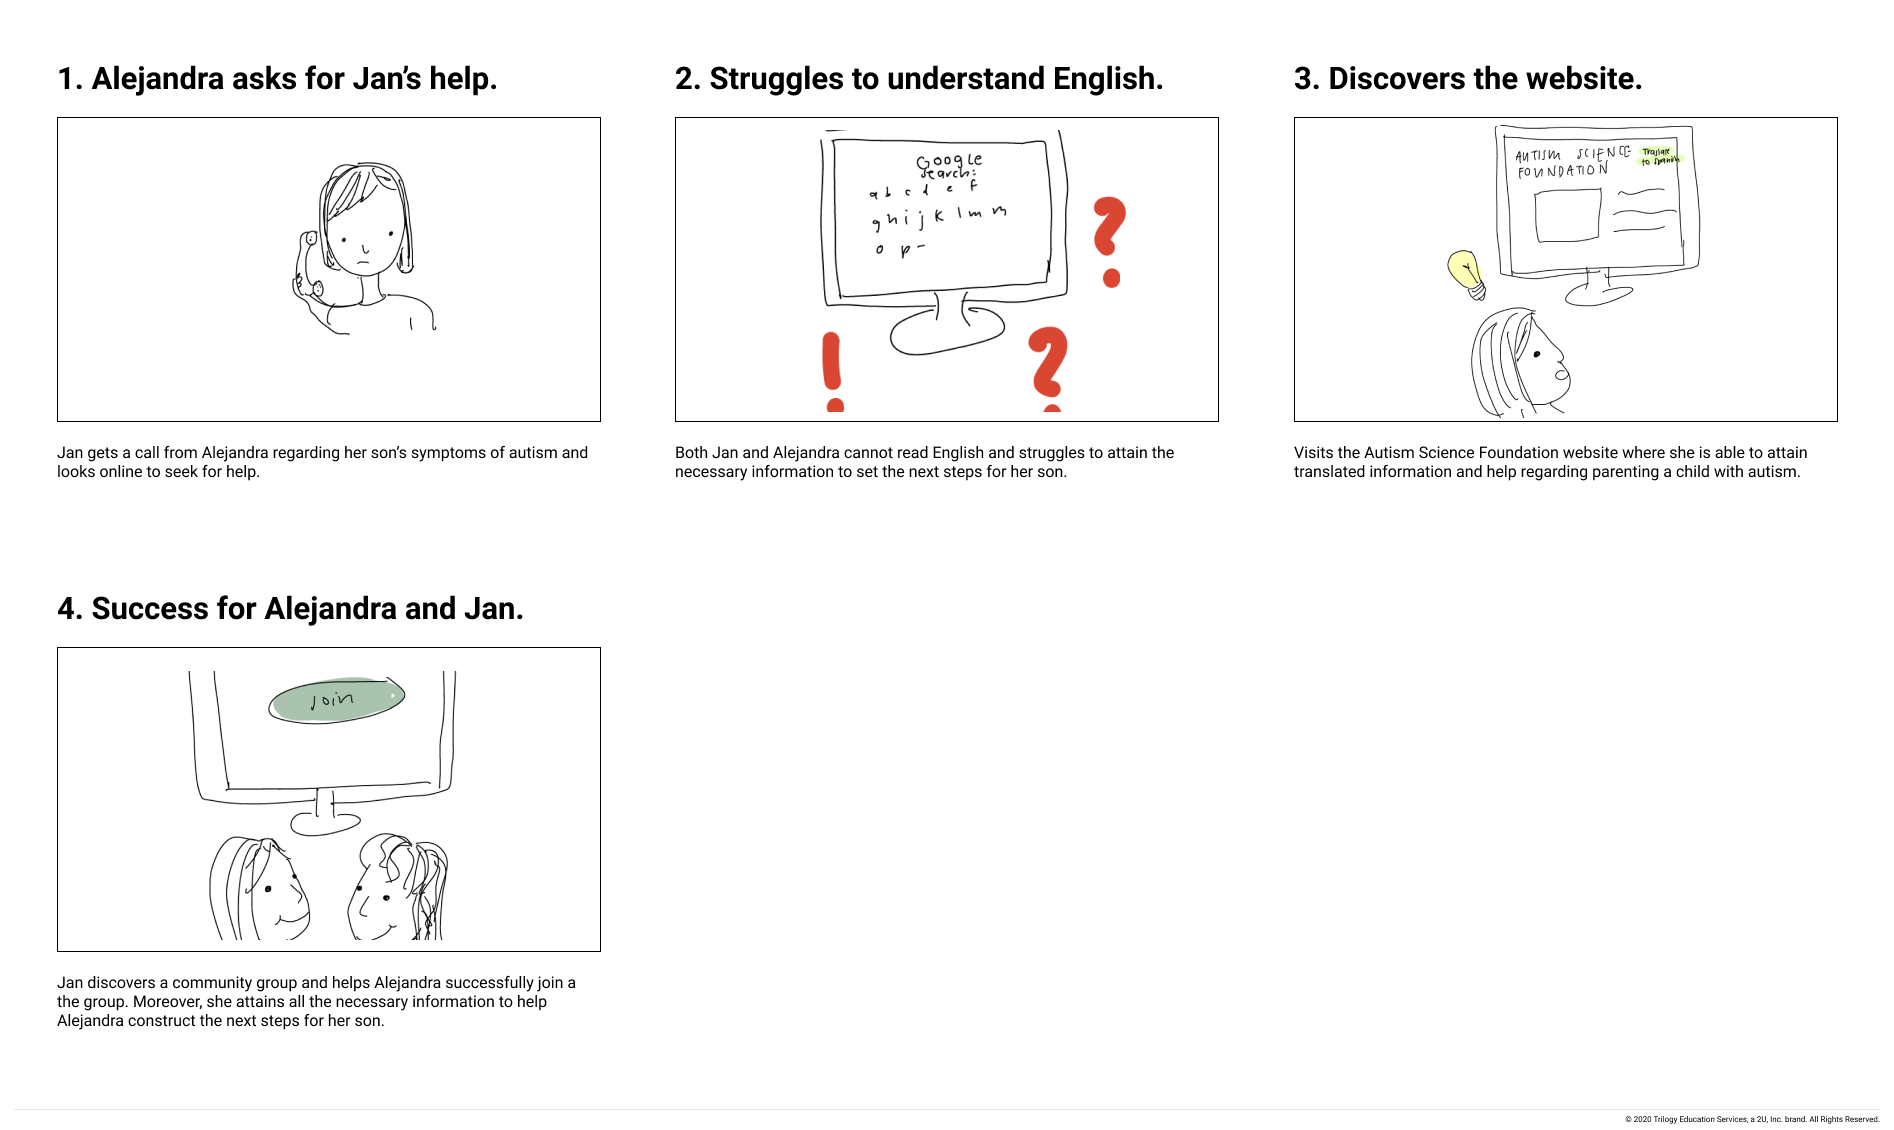 1. Alejandra asks for Jan's help.
Jan gets a call from Alejandra regarding her son's symptoms of autism and
looks online to seek for help.
2. Struggles to understand English.
Google
Search:
a b c d e f
g h i j k l m n
o p -
Both Jan and Alejandra cannot read English and struggles to attain the
necessary information to set the next steps for her son.
3. Discovers the website.
AUTISM SCIENCE
FOUNDATION
Translate
to Spanish
Visits the Autism Science Foundation website where she is able to attain
translated information and help regarding parenting a child with autism.
4. Success for Alejandra and Jan.
Join
Jan discovers a community group and helps Alejandra successfully join a
the group. Moreover, she attains all the necessary information to help
Alejandra construct the next steps for her son.
© 2020 Trilogy Education Services, a 2U, Inc. brand. All Rights Reserved.